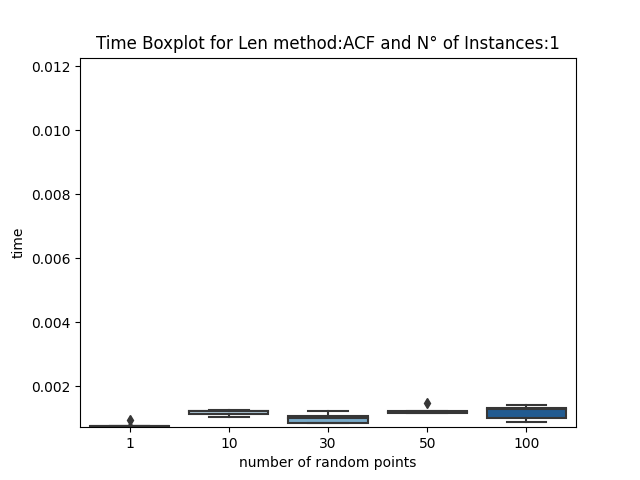 Time Boxplot for Len method:ACF and N° of Instances:1
0.012
0.010
0.008
0.006
0.004
0.002
time
1 10 30 50 100
number of random points